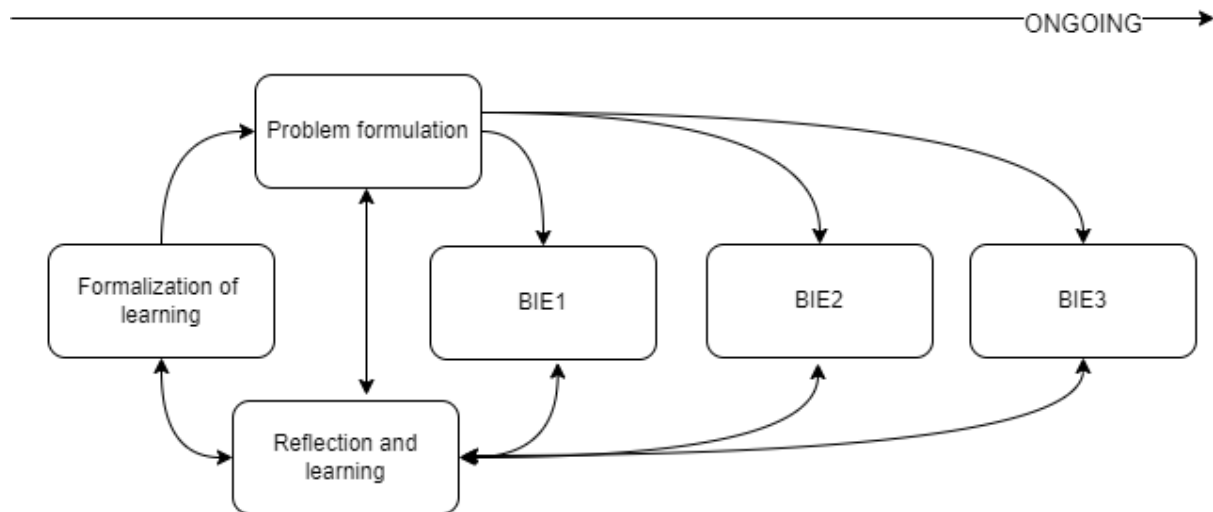 ONGOING
Problem formulation
Formalization of
learning
BIE1
BIE2
BIE3
Reflection and
learning